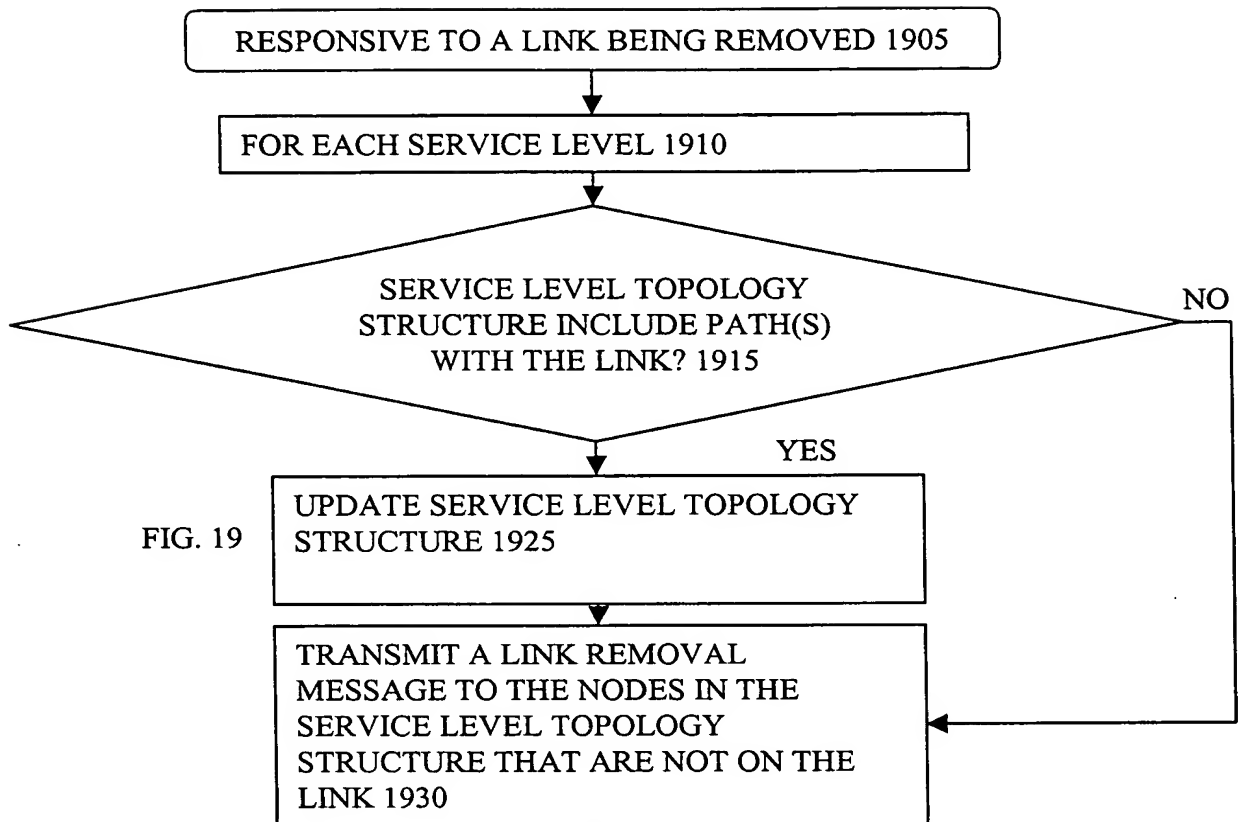 RESPONSIVE TO A LINK BEING REMOVED 1905
FOR EACH SERVICE LEVEL 1910
SERVICE LEVEL TOPOLOGY
STRUCTURE INCLUDE PATH(S)
WITH THE LINK? 1915
NO
YES
UPDATE SERVICE LEVEL TOPOLOGY
STRUCTURE 1925
FIG. 19
TRANSMIT A LINK REMOVAL
MESSAGE TO THE NODES IN THE
SERVICE LEVEL TOPOLOGY
STRUCTURE THAT ARE NOT ON THE
LINK 1930